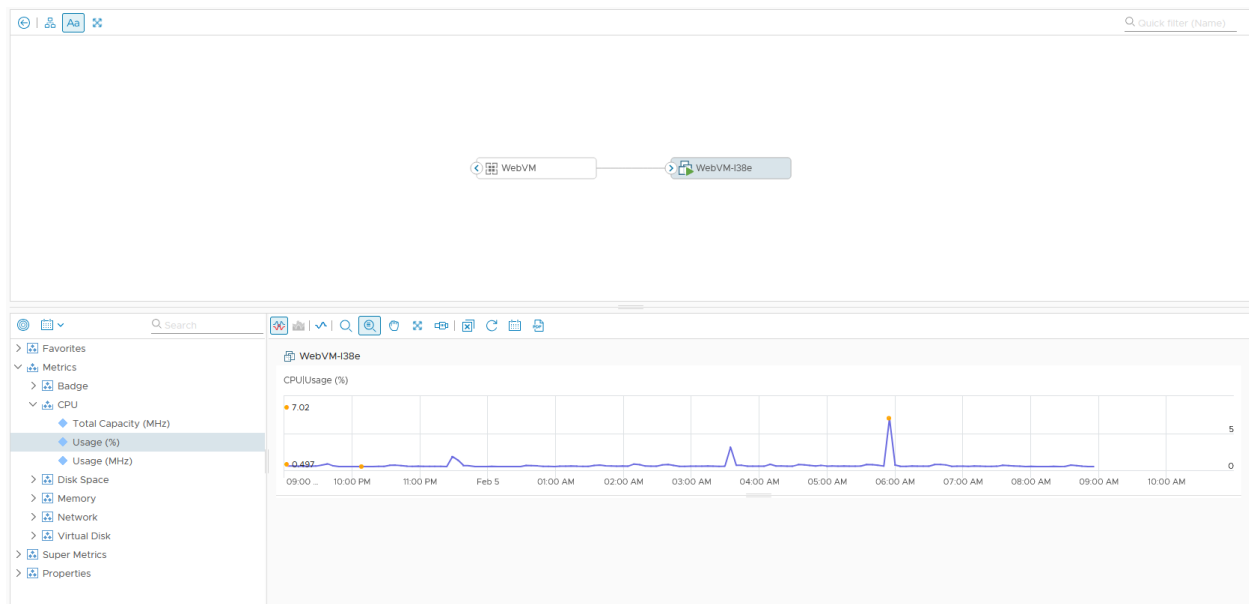 Aa
Quick filter (Name)
WebVM
WebVM-I38e
Search
Favorites
Metrics
Badge
CPU
Total Capacity (MHz)
Usage (%)
Usage (MHz)
Disk Space
Memory
Network
Virtual Disk
Super Metrics
Properties
WebVM-I38e
CPU|Usage (%)
7.02
5
0.497
0
09:00 ... 10:00 PM 11:00 PM Feb 5 01:00 AM 02:00 AM 03:00 AM 04:00 AM 05:00 AM 06:00 AM 07:00 AM 08:00 AM 09:00 AM 10:00 AM